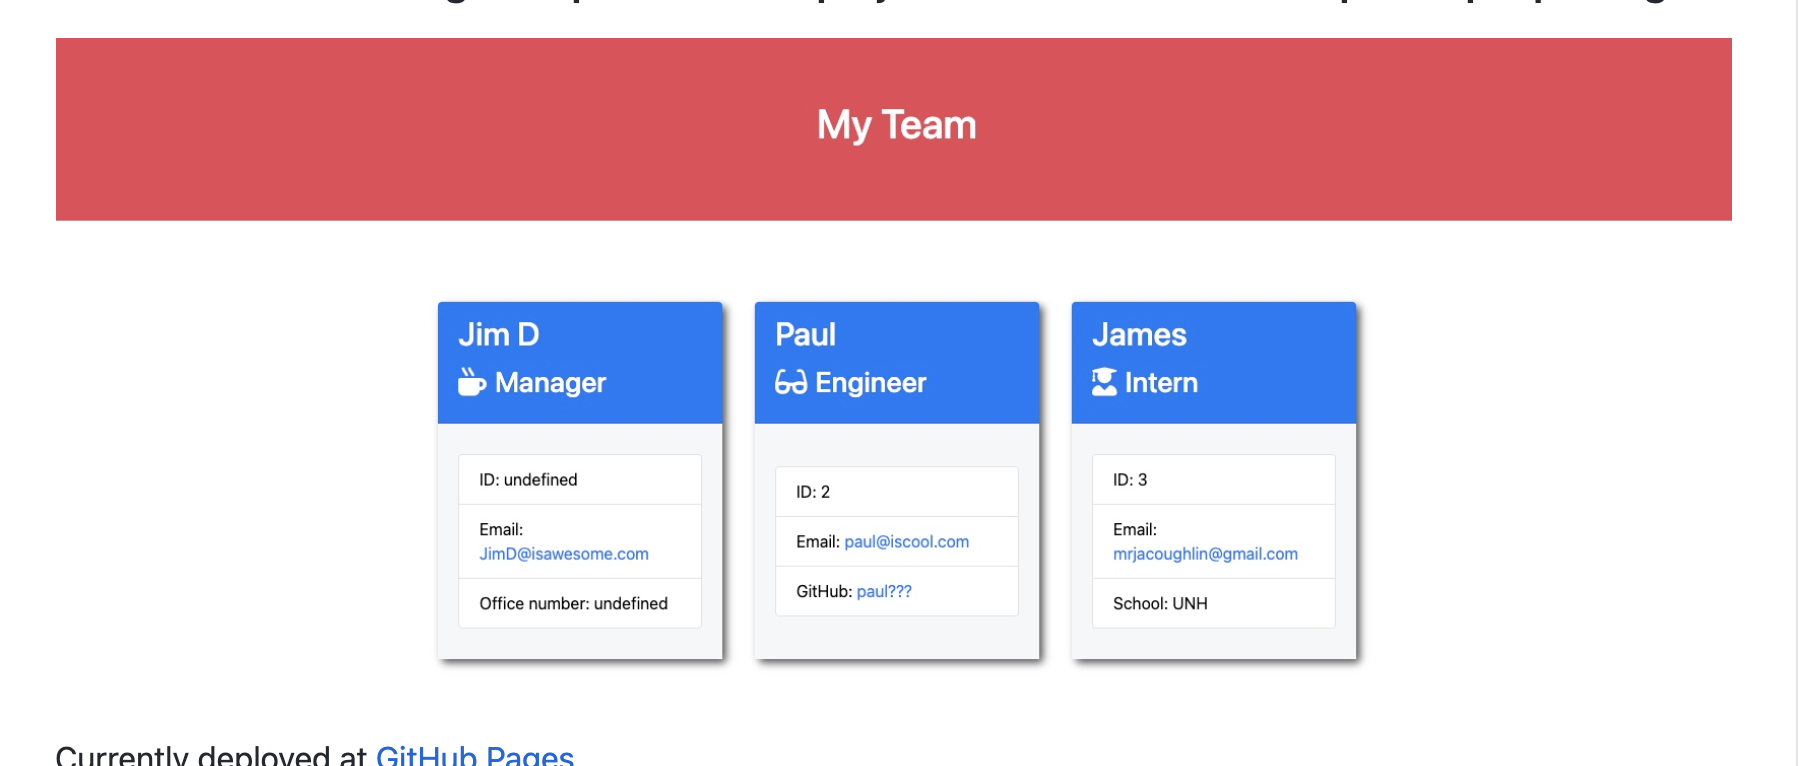 My Team
Jim D
Manager
ID: undefined
Email:
JimD@isawesome.com
Office number: undefined
Paul
Engineer
ID: 2
Email: paul@iscool.com
GitHub: paul???
James
Intern
ID: 3
Email:
mrjacoughlin@gmail.com
School: UNH
Currently deployed at GitHub Pages